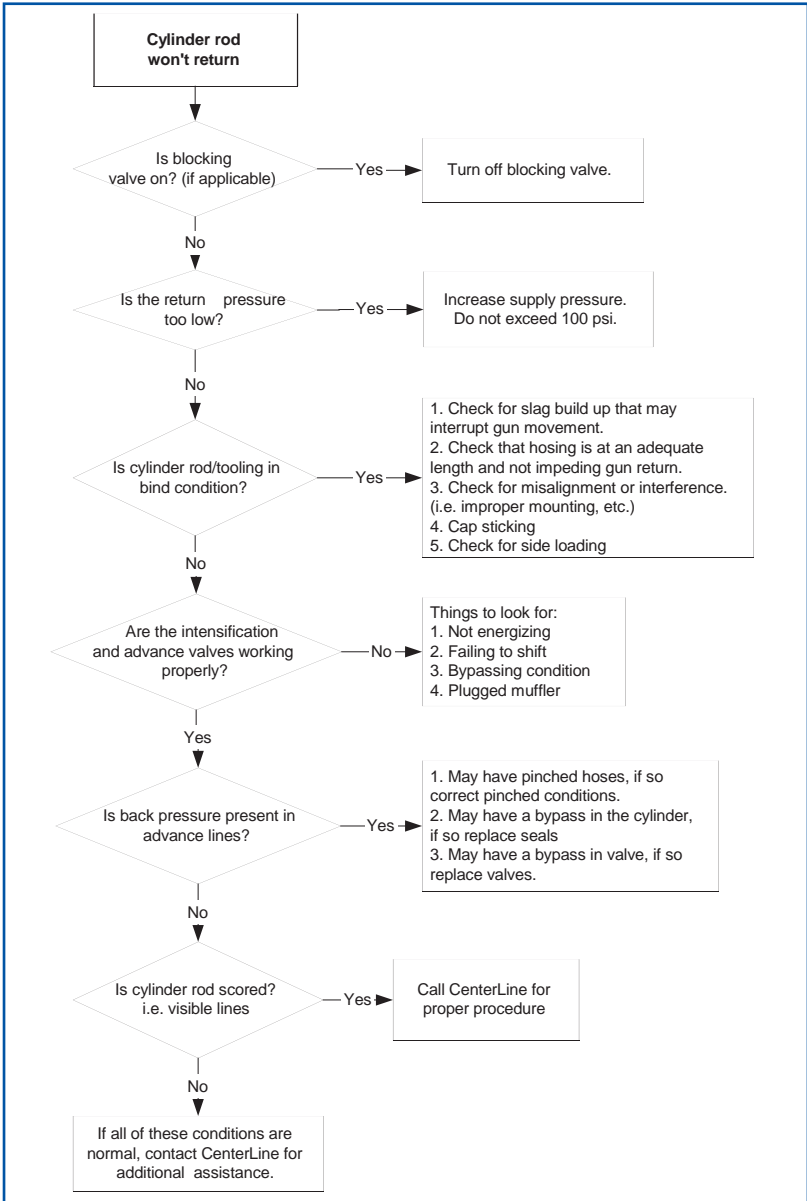 Cylinder rod
won't return
Is blocking
valve on? (if applicable)
Yes
Turn off blocking valve.
No
Is the return pressure
too low?
Yes
Increase supply pressure.
Do not exceed 100 psi.
No
Is cylinder rod/tooling in
bind condition?
Yes
1. Check for slag build up that may
interrupt gun movement.
2. Check that hosing is at an adequate
length and not impeding gun return.
3. Check for misalignment or interference.
(i.e. improper mounting, etc.)
4. Cap sticking
5. Check for side loading
No
Are the intensification
and advance valves working
properly?
No
Things to look for:
1. Not energizing
2. Failing to shift
3. Bypassing condition
4. Plugged muffler
Yes
Is back pressure present in
advance lines?
Yes
1. May have pinched hoses, if so
correct pinched conditions.
2. May have a bypass in the cylinder,
if so replace seals
3. May have a bypass in valve, if so
replace valves.
No
Is cylinder rod scored?
i.e. visible lines
Yes
Call CenterLine for
proper procedure
No
If all of these conditions are
normal, contact CenterLine for
additional assistance.